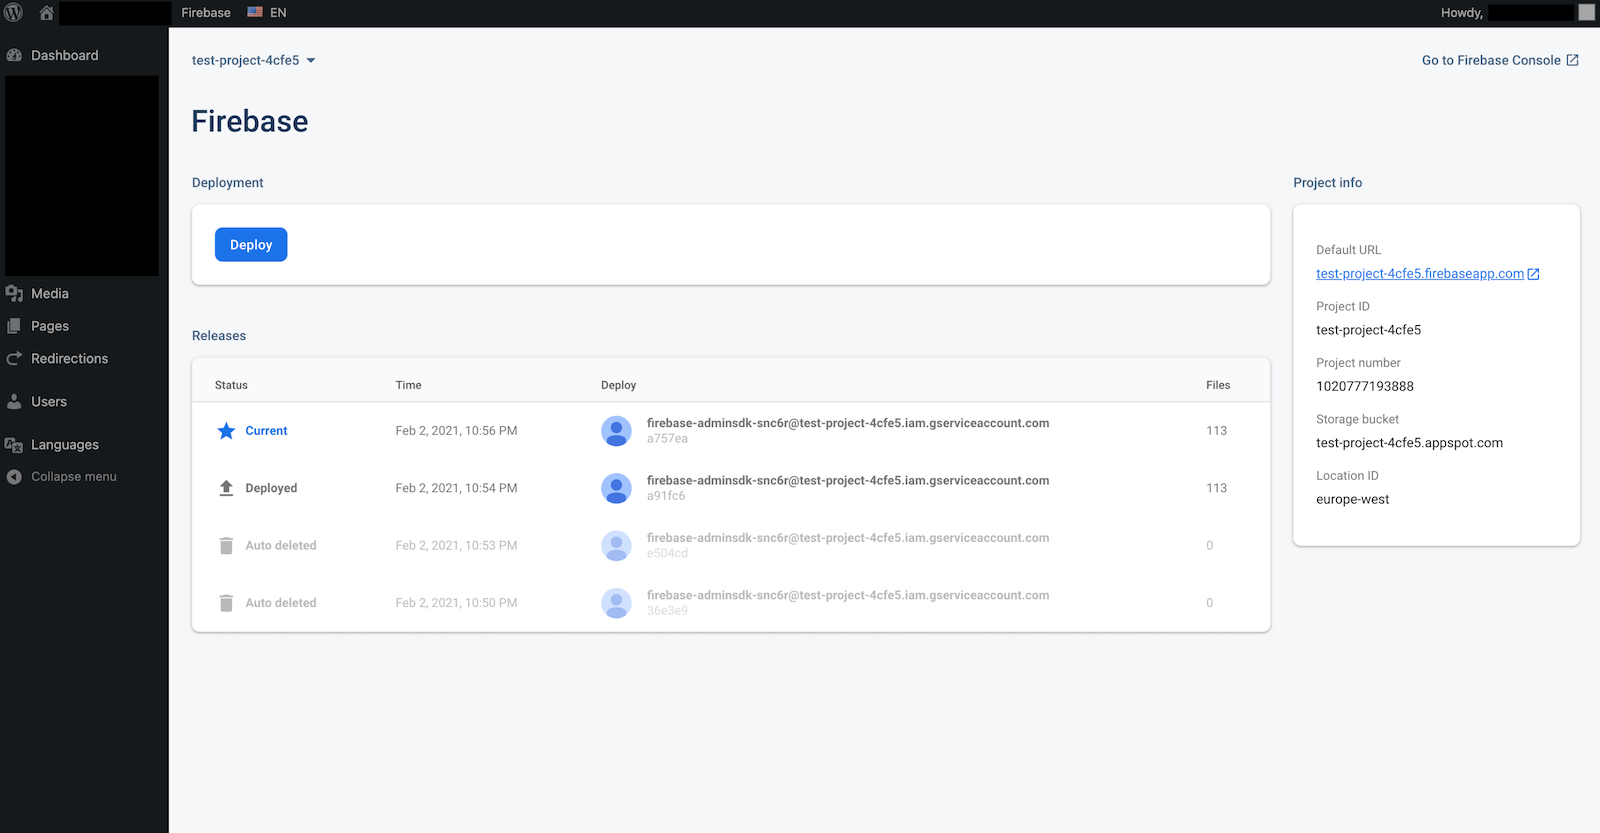 Firebase EN Howdy,
Dashboard
Media
Pages
Redirections
Users
Languages
Collapse menu
test-project-4cfe5
Go to Firebase Console
Firebase
Deployment
Deploy
Releases
Status Time Deploy Files
Current Feb 2, 2021, 10:56 PM firebase-adminsdk-snc6r@test-project-4cfe5.iam.gserviceaccount.com 113
a757ea
Deployed Feb 2, 2021, 10:54 PM firebase-adminsdk-snc6r@test-project-4cfe5.iam.gserviceaccount.com 113
a91fc6
Auto deleted Feb 2, 2021, 10:53 PM firebase-adminsdk-snc6r@test-project-4cfe5.iam.gserviceaccount.com 0
e504cd
Auto deleted Feb 2, 2021, 10:50 PM firebase-adminsdk-snc6r@test-project-4cfe5.iam.gserviceaccount.com 0
36e3e9
Project info
Default URL
test-project-4cfe5.firebaseapp.com
Project ID
test-project-4cfe5
Project number
1020777193888
Storage bucket
test-project-4cfe5.appspot.com
Location ID
europe-west